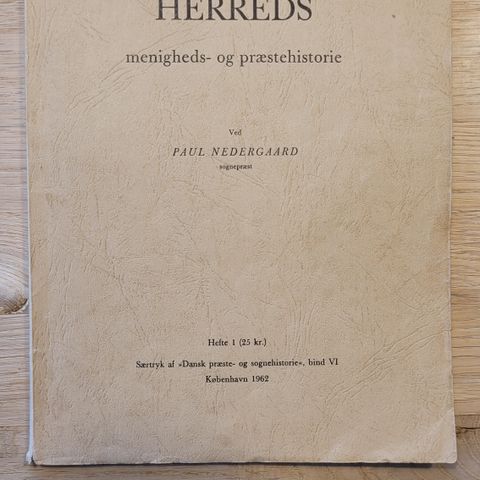 HERREDS
menigheds- og præstehistorie
Ved
PAUL NEDERGAARD
sognepræst
Hefte 1 (25 kr.)
Særtryk af »Dansk præste- og sognehistorie«, bind VI
København 1962